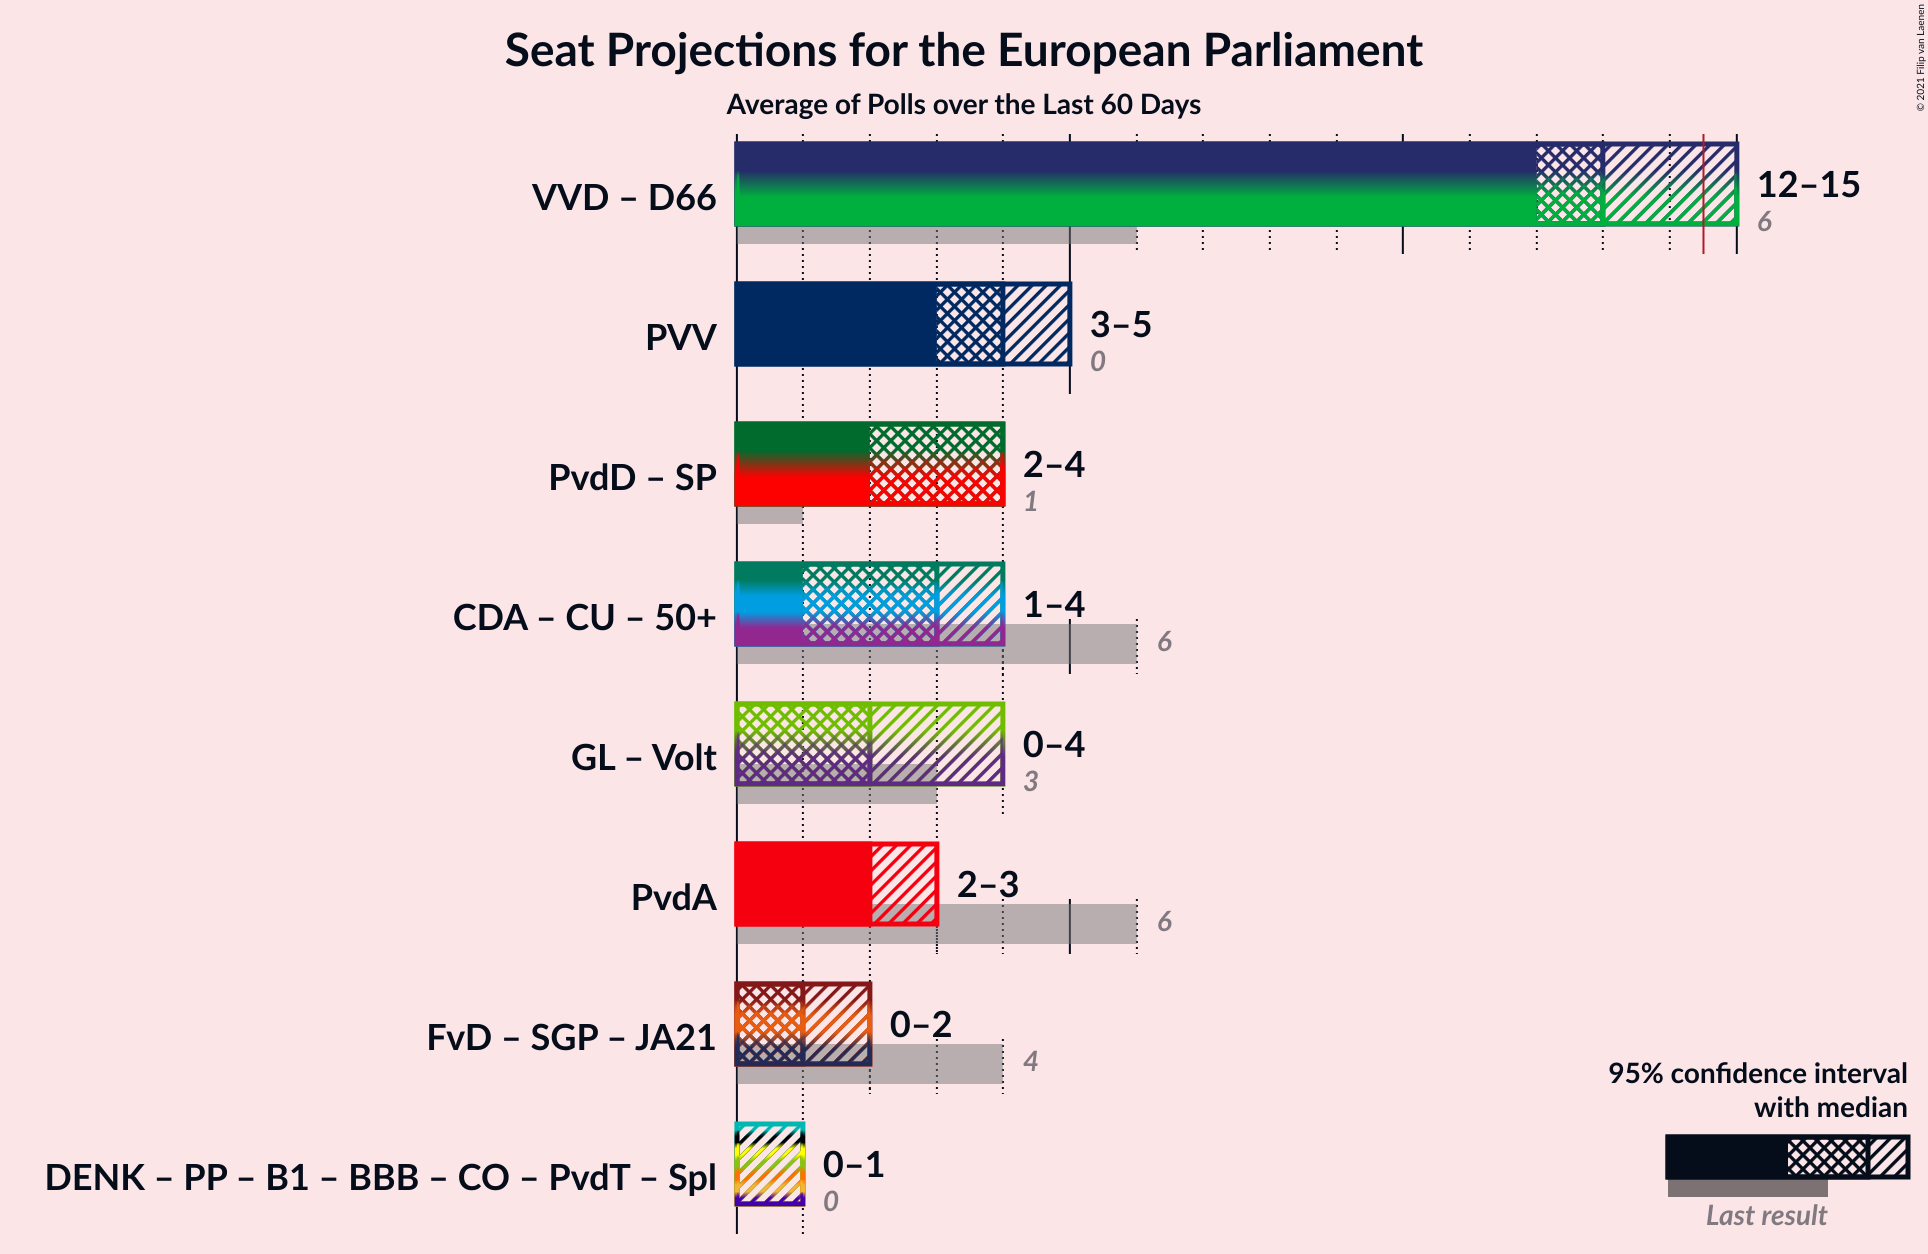 Seat Projections for the European Parliament
Average of Polls over the Last 60 Days
© 2021 Filip van Laenen
VVD – D66
12–15
6
PVV
3–5
0
PvdD – SP
2–4
1
CDA – CU – 50+
1–4
6
GL – Volt
0–4
3
PvdA
2–3
6
FvD – SGP – JA21
0–2
4
DENK – PP – B1 – BBB – CO – PvdT – Spl
0–1
0
95% confidence interval
with median
Last result